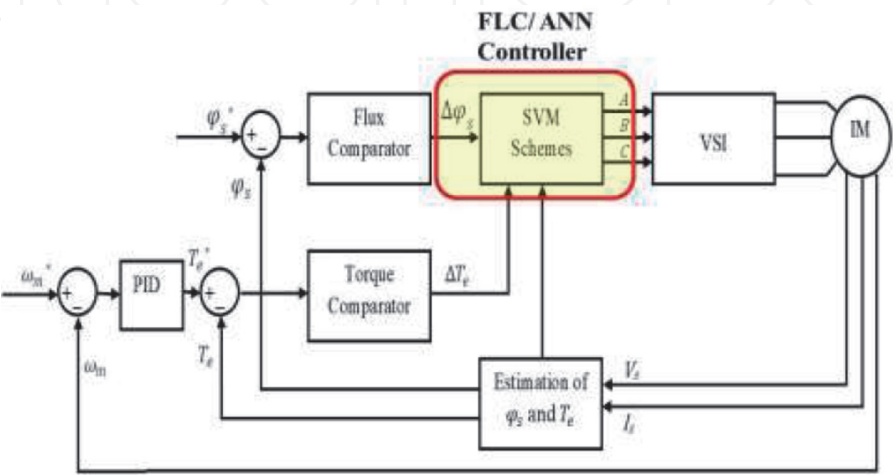 FLC/ ANN
Controller
φs*
+
−
φs
Flux
Comparator
Δφs
SVM
Schemes
A
B
C
VSI
IM
ωm*
+
−
PID
Te*
+
−
Te
Torque
Comparator
ΔTe
ωm
Estimation of
φs and Te
Vs
Is